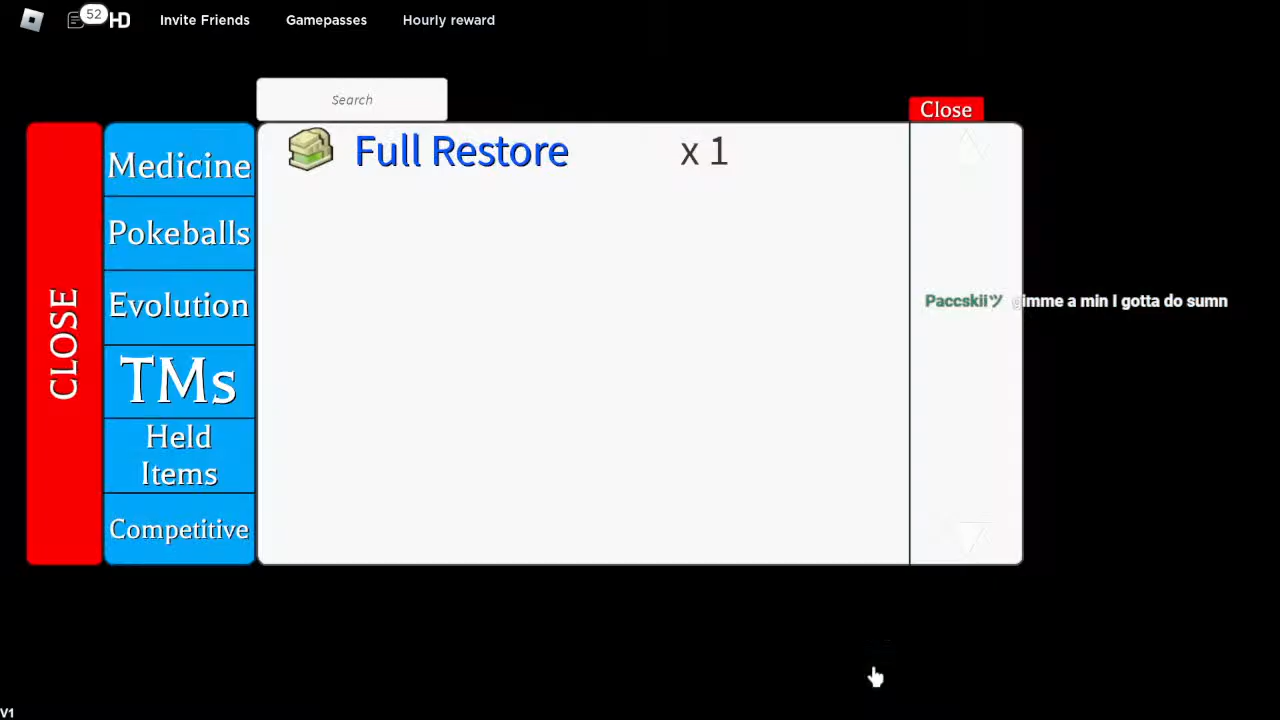 52
HD
Invite Friends
Gamepasses
Hourly reward
Search
Close
CLOSE
Medicine
Pokeballs
Evolution
TMs
Held
Items
Competitive
Full Restore x 1
Paccskiiツ gimme a min I gotta do sumn
V1